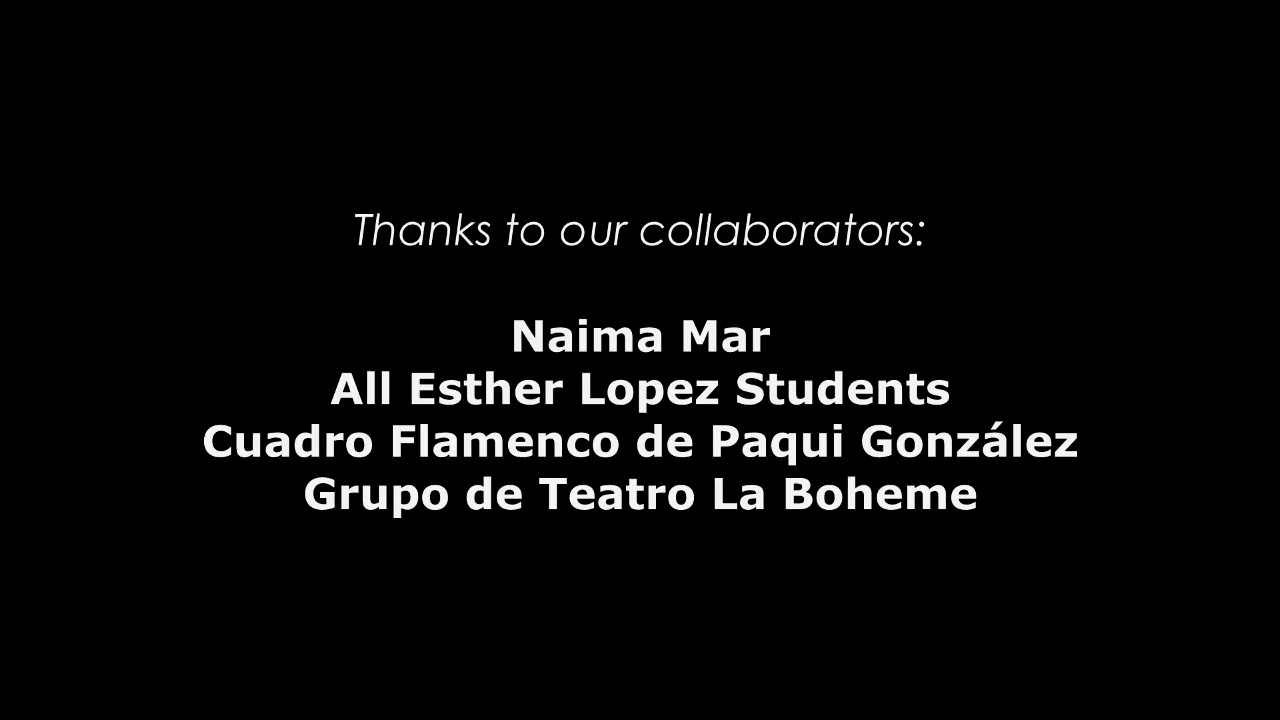 Thanks to our collaborators:
Naima Mar
All Esther Lopez Students
Cuadro Flamenco de Paqui González
Grupo de Teatro La Boheme